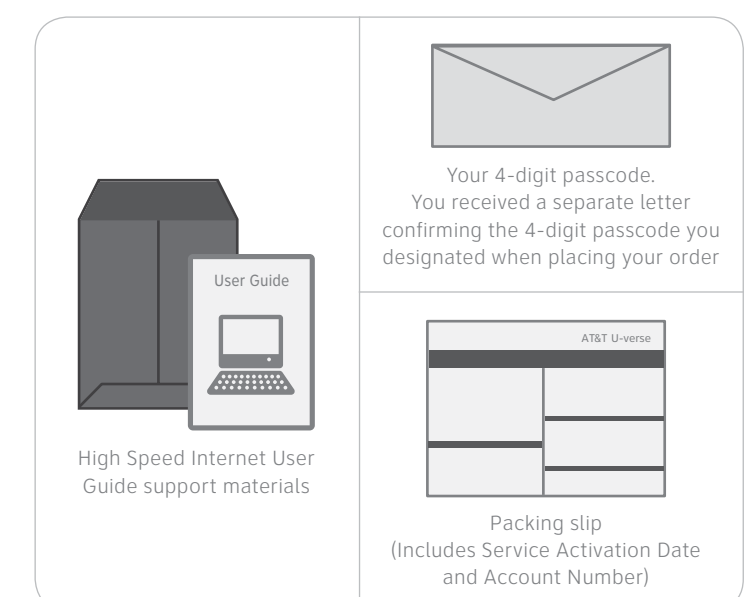 User Guide
High Speed Internet User
Guide support materials
Your 4-digit passcode.
You received a separate letter
confirming the 4-digit passcode you
designated when placing your order
AT&T U-verse
Packing slip
(Includes Service Activation Date
and Account Number)